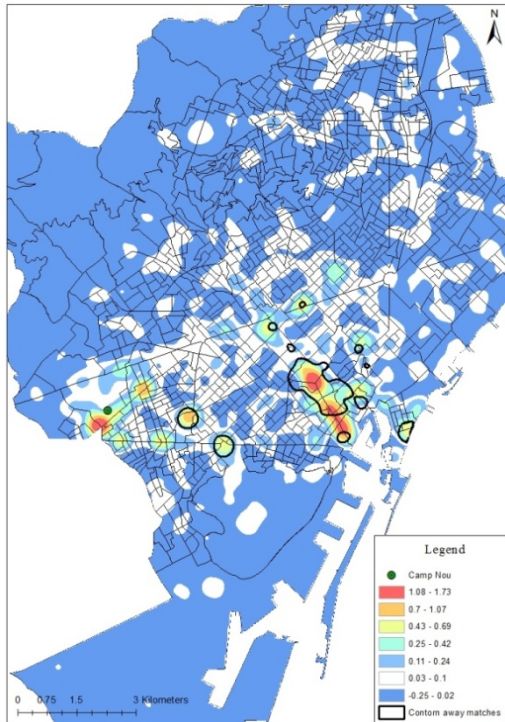 N
Legend
Camp Nou
1.08 - 1.73
0.7 - 1.07
0.43 - 0.69
0.25 - 0.42
0.11 - 0.24
0.03 - 0.1
-0.25 - 0.02
Contorn away matches
0 0.75 1.5 3 Kilometers